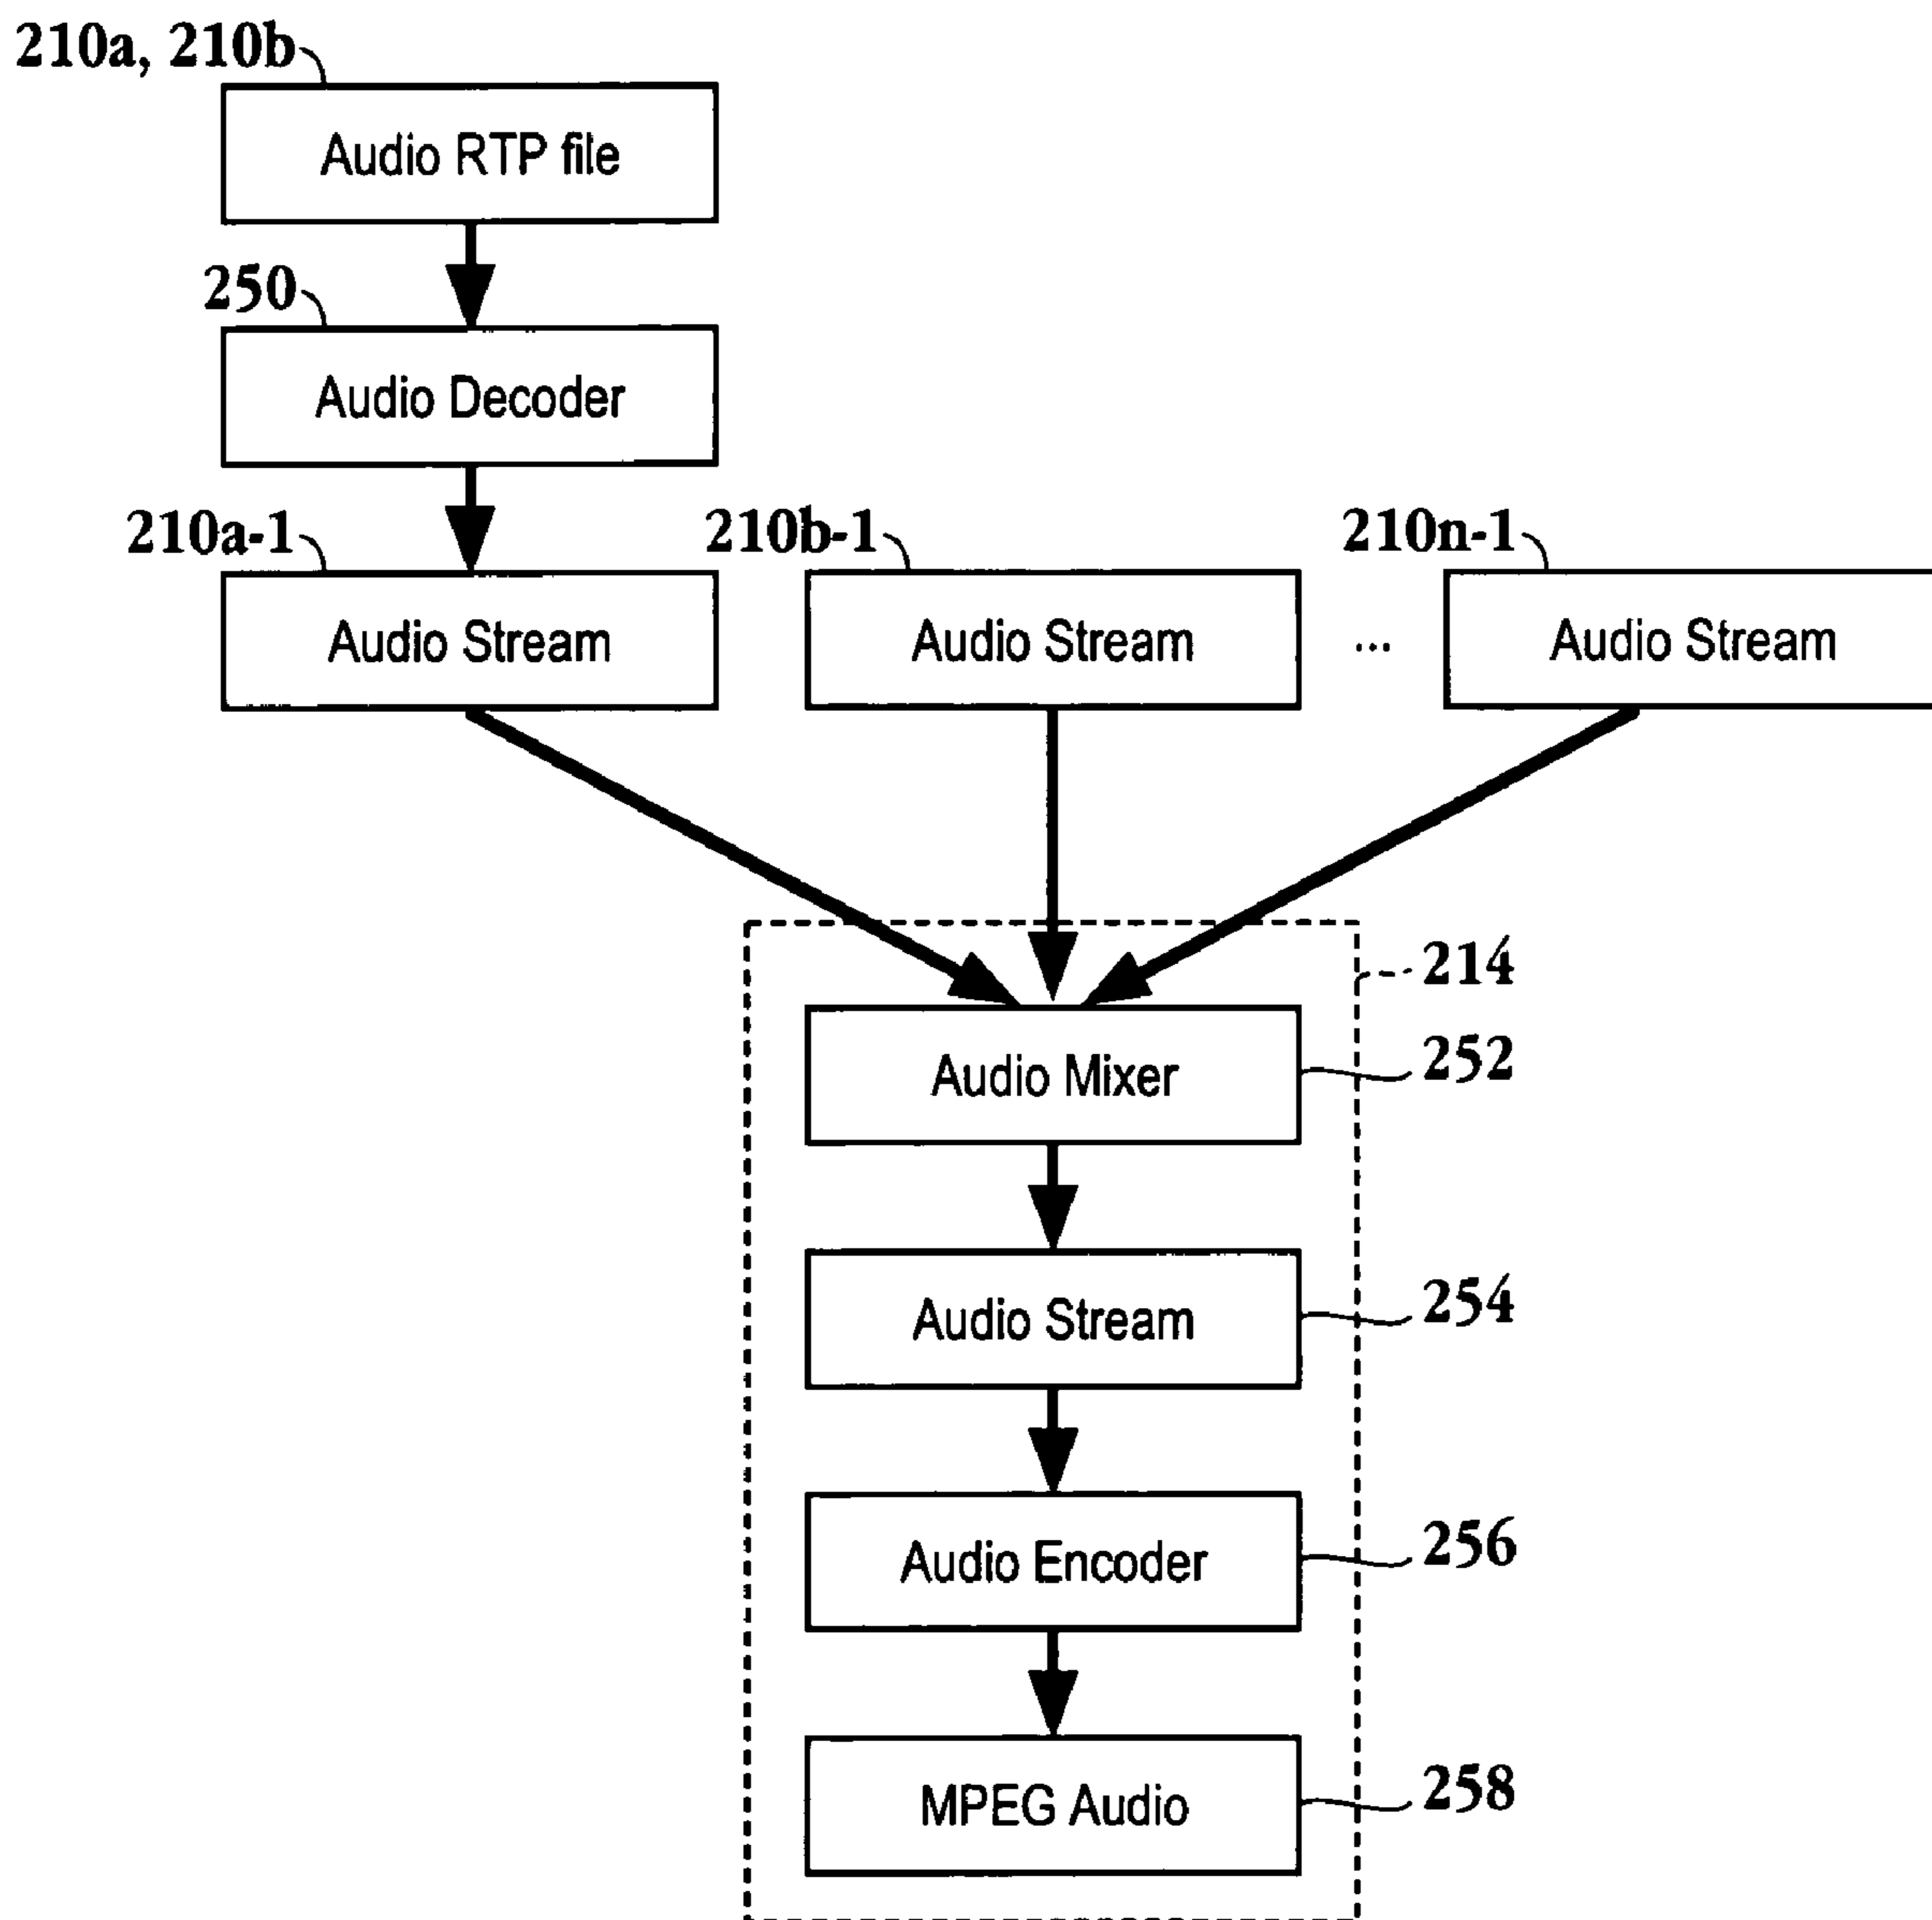 210a, 210b
Audio RTP file
250
Audio Decoder
210a-1
210b-1
210n-1
Audio Stream
Audio Stream
...
Audio Stream
214
Audio Mixer
252
Audio Stream
254
Audio Encoder
256
MPEG Audio
258